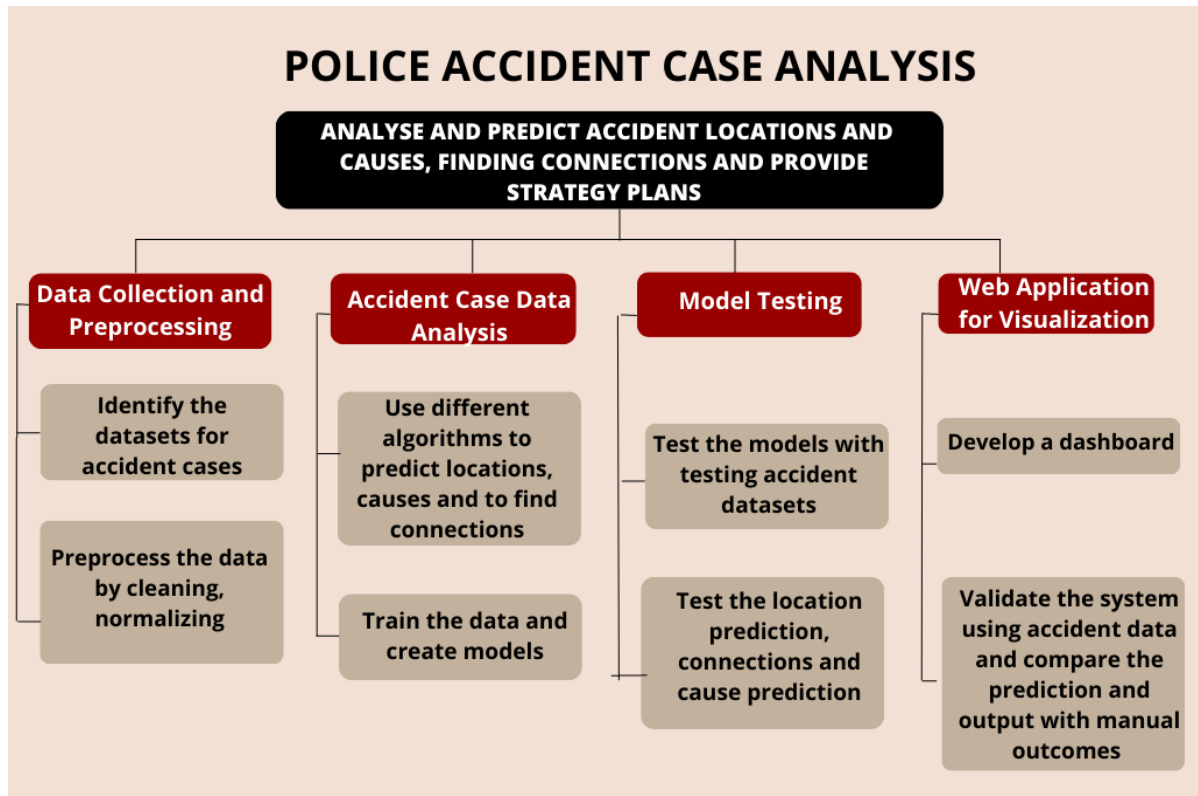 POLICE ACCIDENT CASE ANALYSIS
ANALYSE AND PREDICT ACCIDENT LOCATIONS AND
CAUSES, FINDING CONNECTIONS AND PROVIDE
STRATEGY PLANS
Data Collection and
Preprocessing
Identify the
datasets for
accident cases
Preprocess the data
by cleaning,
normalizing
Accident Case Data
Analysis
Use different
algorithms to
predict locations,
causes and to find
connections
Train the data and
create models
Model Testing
Test the models with
testing accident
datasets
Test the location
prediction,
connections and
cause prediction
Web Application
for Visualization
Develop a dashboard
Validate the system
using accident data
and compare the
prediction and
output with manual
outcomes